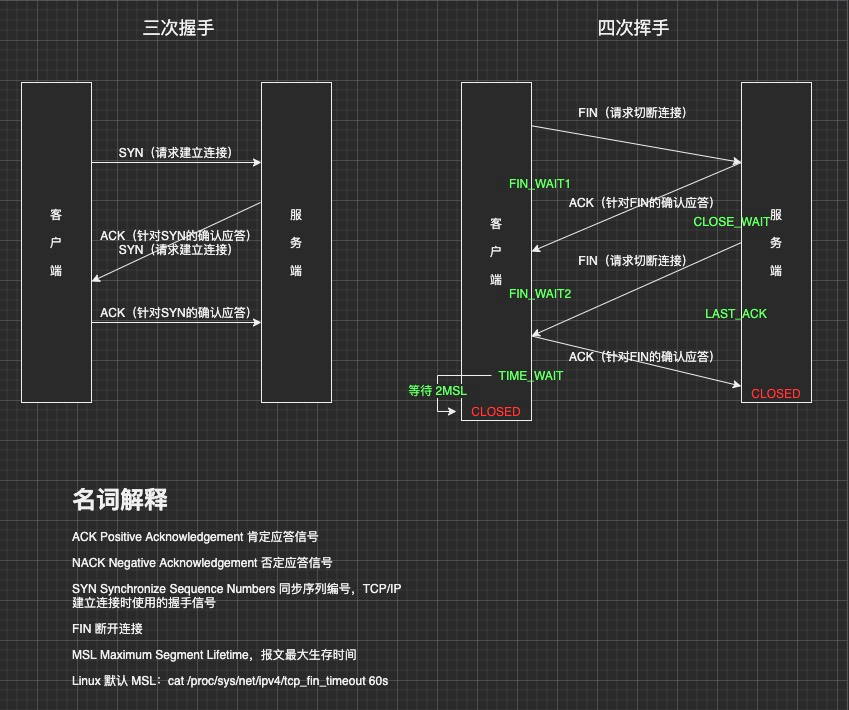 三次握手
四次挥手
客户端
服务端
SYN（请求建立连接）
ACK（针对SYN的确认应答）
SYN（请求建立连接）
ACK（针对SYN的确认应答）
客户端
服务端
FIN（请求切断连接）
FIN_WAIT1
ACK（针对FIN的确认应答）
CLOSE_WAIT
FIN（请求切断连接）
FIN_WAIT2
LAST_ACK
ACK（针对FIN的确认应答）
TIME_WAIT
等待 2MSL
CLOSED
CLOSED
名词解释
ACK Positive Acknowledgement 肯定应答信号
NACK Negative Acknowledgement 否定应答信号
SYN Synchronize Sequence Numbers 同步序列编号，TCP/IP
建立连接时使用的握手信号
FIN 断开连接
MSL Maximum Segment Lifetime，报文最大生存时间
Linux 默认 MSL：cat /proc/sys/net/ipv4/tcp_fin_timeout 60s